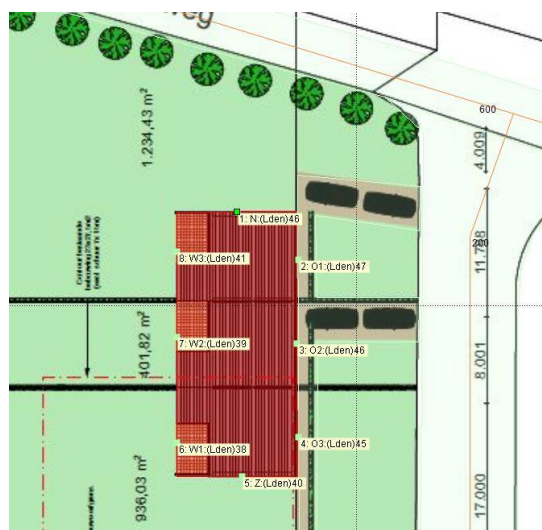 weg
600
1.234,43 m²
4.009
1: N:(Lden)46
8: W3:(Lden)41
2: O1:(Lden)47
200
11.788
7: W2:(Lden)39
3: O2:(Lden)46
401,82 m²
8.001
6: W1:(Lden)38
4: O3:(Lden)45
5: Z:(Lden)40
936,03 m²
17.000